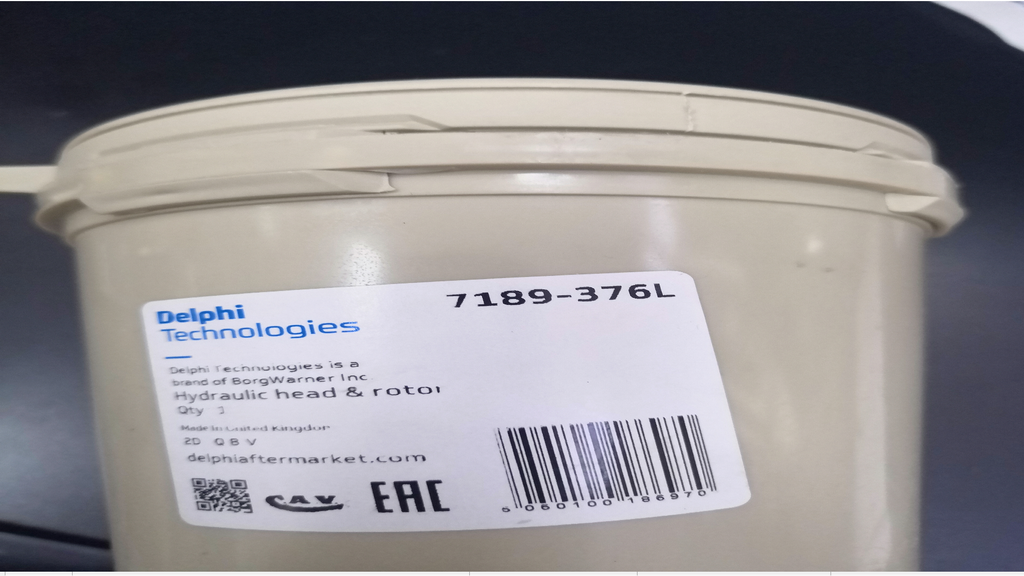 Delphi
Technologies
7189-376L
Delphi Technologies is a
brand of BorgWarner Inc
Hydraulic head & rotor
Qty 1
Made in United Kingdom
2D Q B V
delphiaftermarket.com
C.A.V.
EAC
5 060100 186970